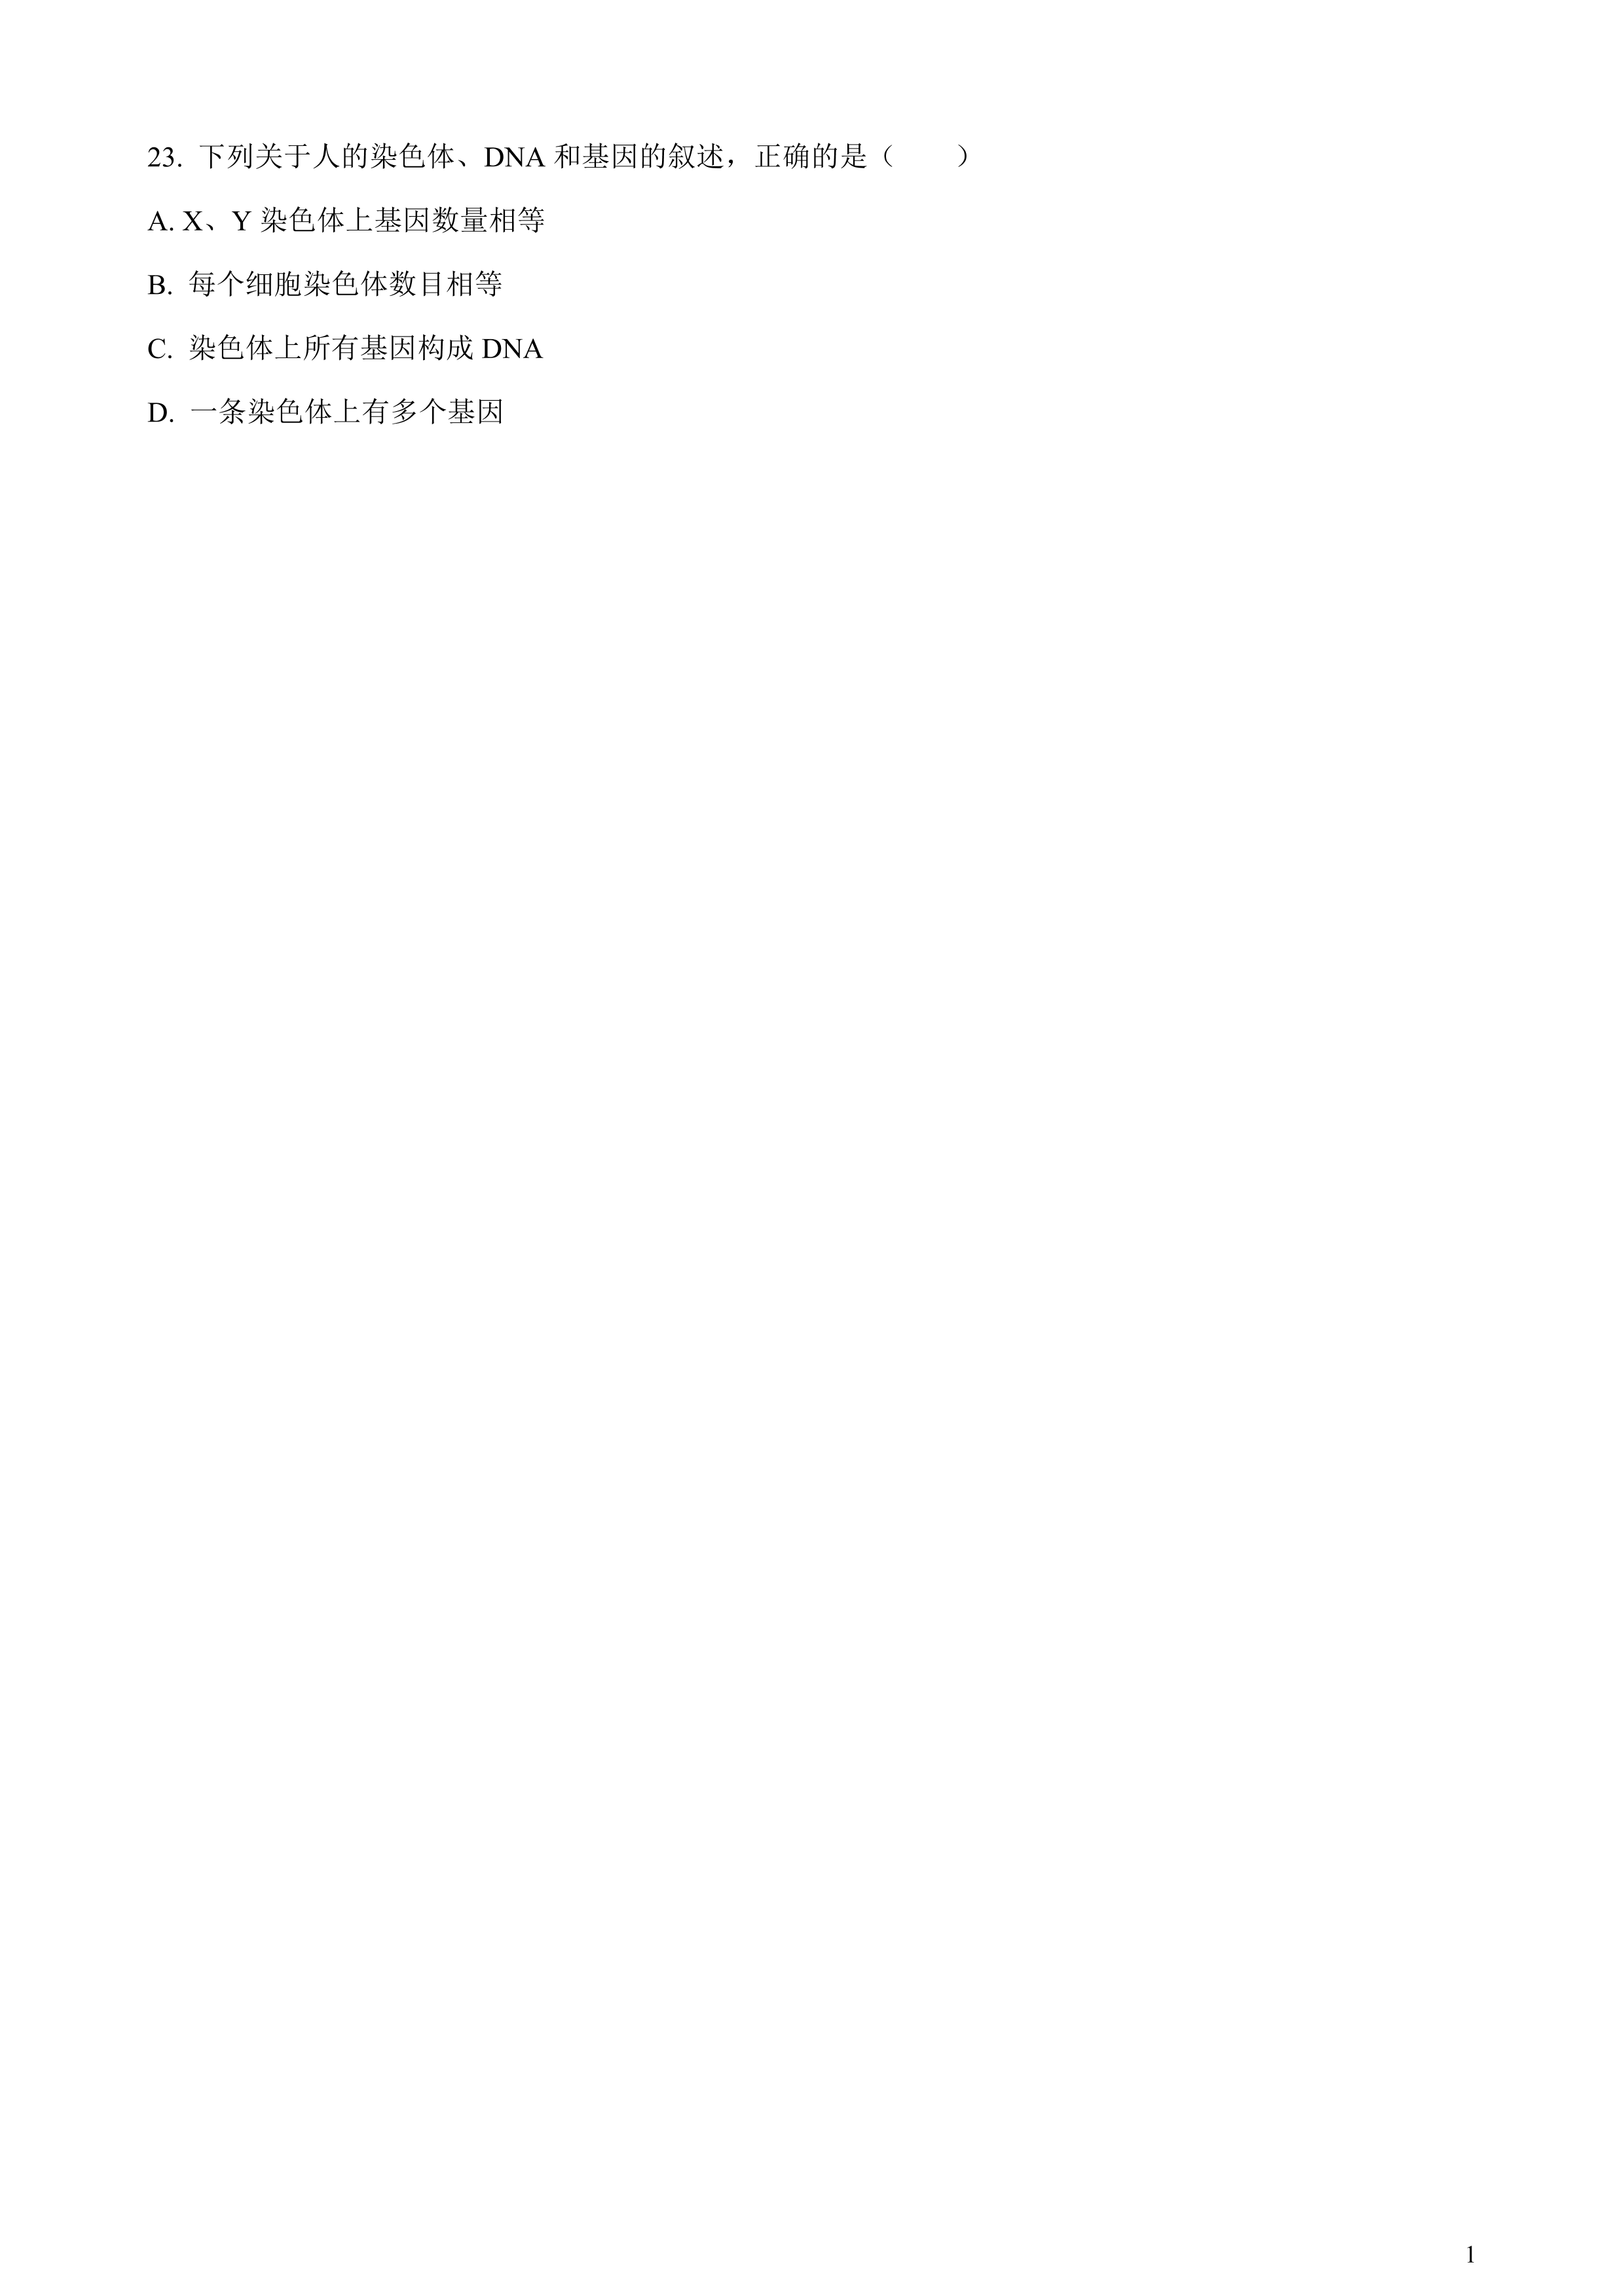 23. 下列关于人的染色体、DNA 和基因的叙述，正确的是（　　）
A. X、Y 染色体上基因数量相等
B. 每个细胞染色体数目相等
C. 染色体上所有基因构成 DNA
D. 一条染色体上有多个基因
1